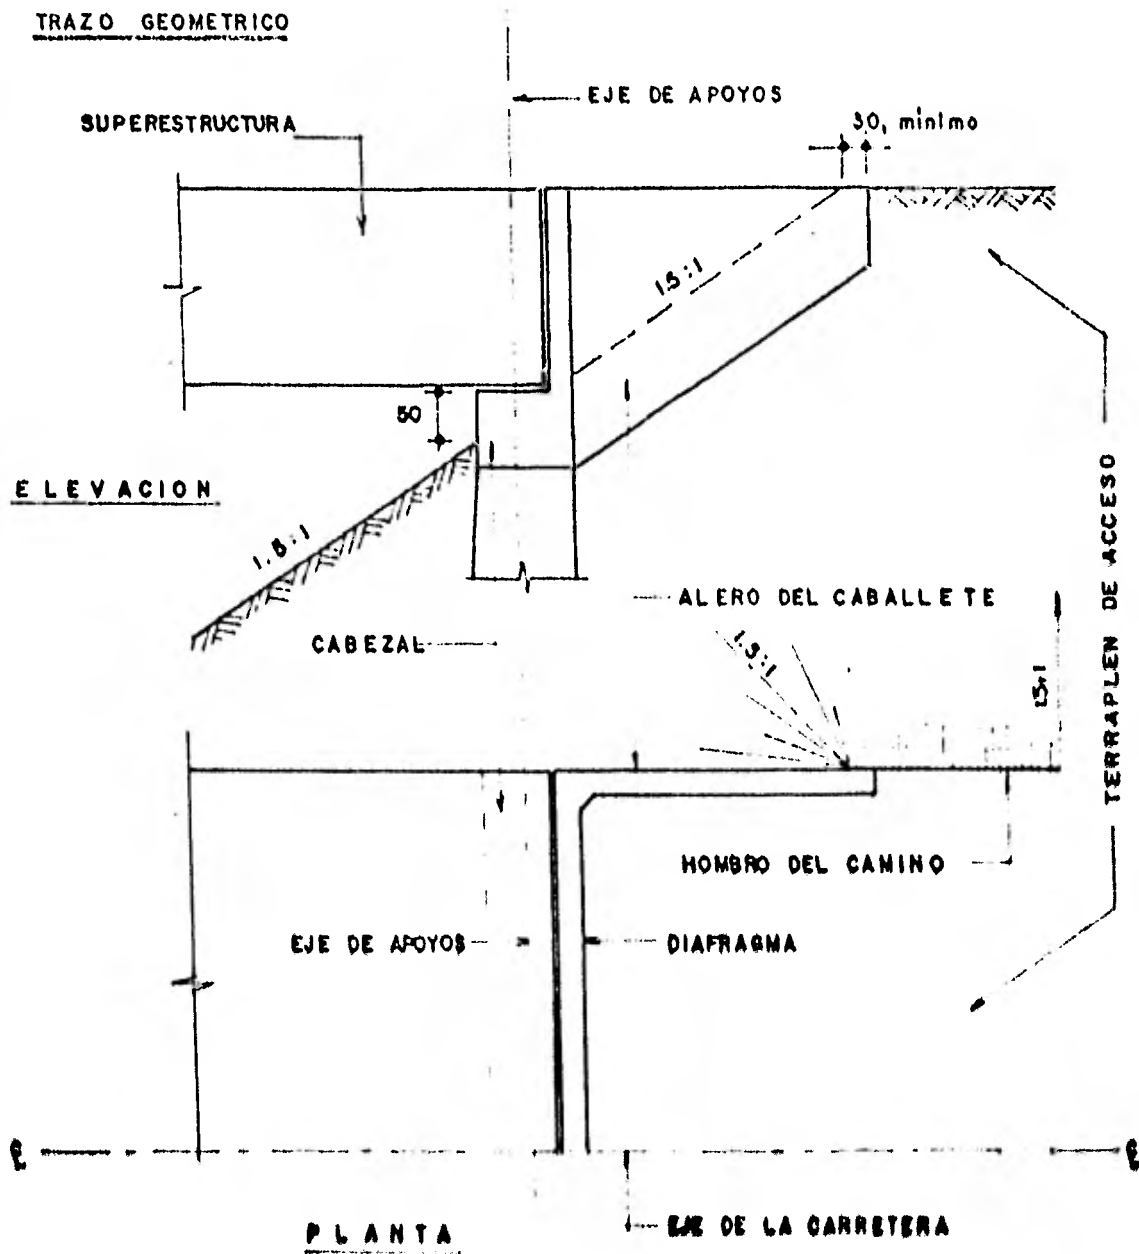 TRAZO GEOMETRICO
EJE DE APOYOS
SUPERESTRUCTURA
30, mínimo
1.5:1
50
ELEVACION
1.5:1
ALERO DEL CABALLETE
CABEZAL
1.5:1
1.5:1
TERRAPLEN DE ACCESO
HOMBRO DEL CAMINO
EJE DE APOYOS
DIAFRAGMA
℄
℄
EJE DE LA CARRETERA
PLANTA